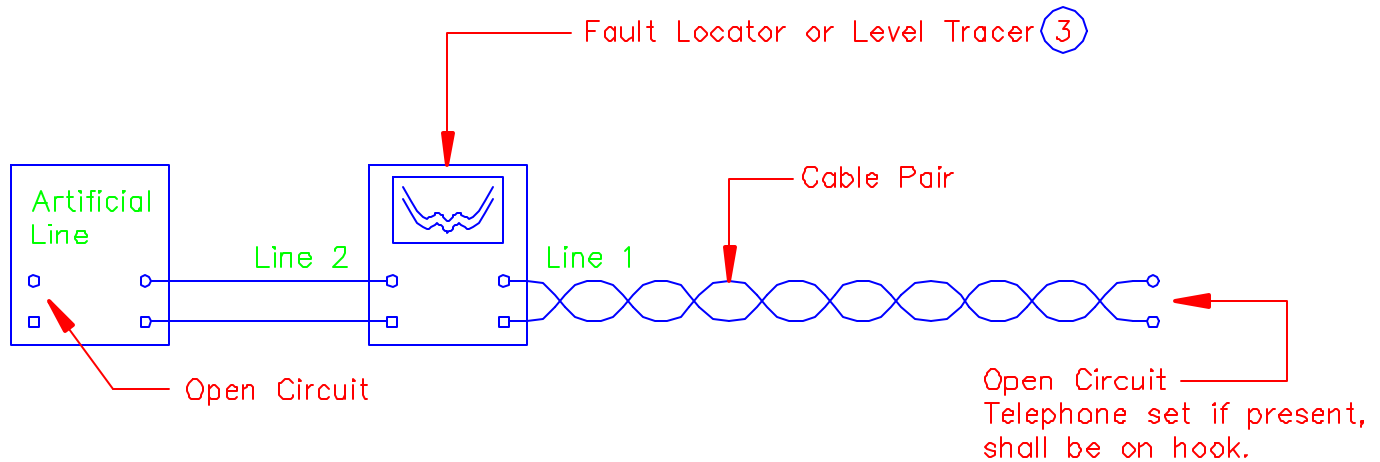 Fault Locator or Level Tracer 3
Cable Pair
Artificial
Line
Line 2
Line 1
Open Circuit
Open Circuit
Telephone set if present,
shall be on hook.